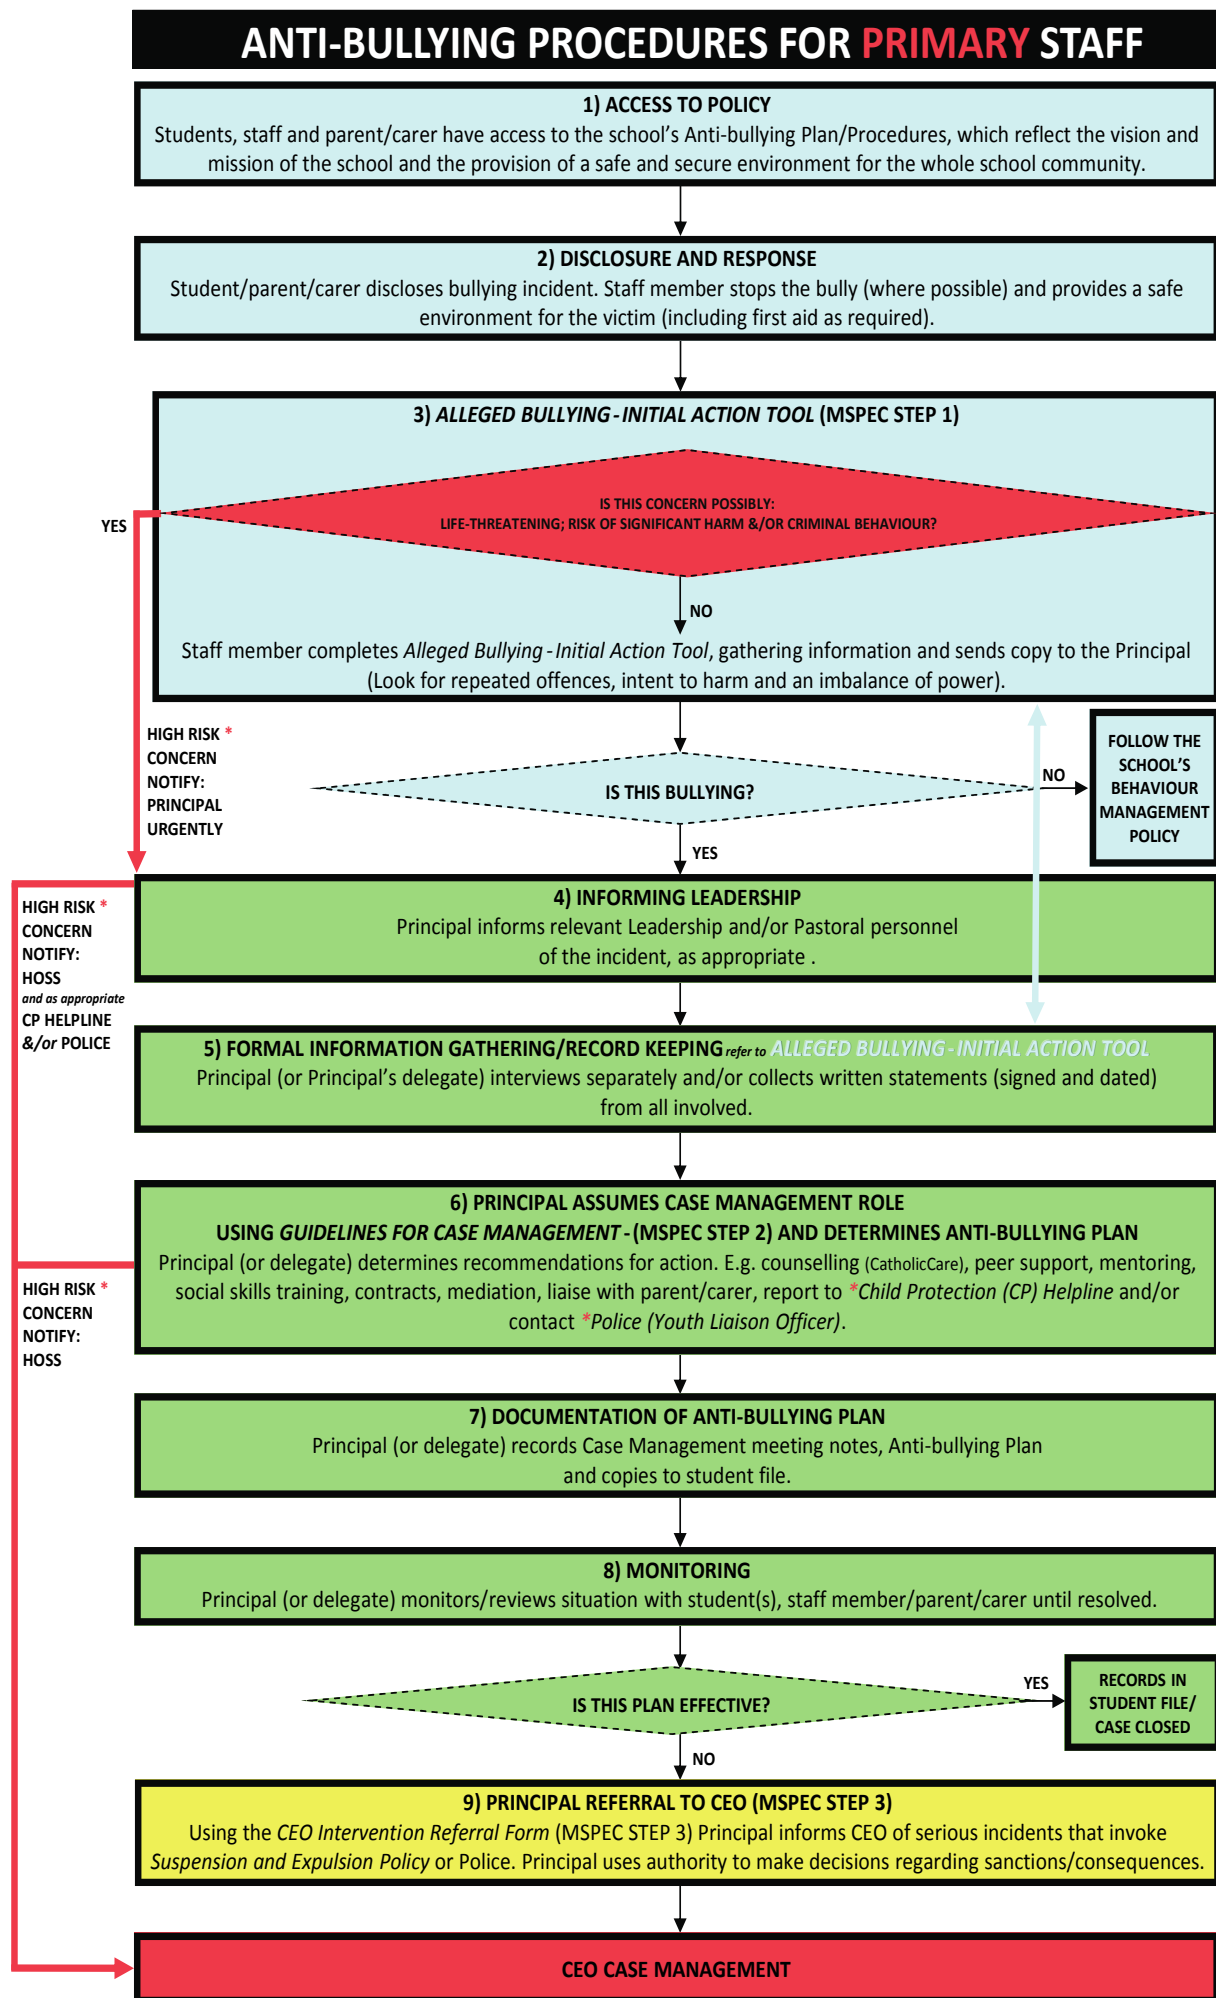 ANTI-BULLYING PROCEDURES FOR PRIMARY STAFF
1) ACCESS TO POLICY
Students, staff and parent/carer have access to the school's Anti-bullying Plan/Procedures, which reflect the vision and
mission of the school and the provision of a safe and secure environment for the whole school community.
2) DISCLOSURE AND RESPONSE
Student/parent/carer discloses bullying incident. Staff member stops the bully (where possible) and provides a safe
environment for the victim (including first aid as required).
3) ALLEGED BULLYING - INITIAL ACTION TOOL (MSPEC STEP 1)
IS THIS CONCERN POSSIBLY:
LIFE-THREATENING; RISK OF SIGNIFICANT HARM &/OR CRIMINAL BEHAVIOUR?
YES
NO
Staff member completes Alleged Bullying - Initial Action Tool, gathering information and sends copy to the Principal
(Look for repeated offences, intent to harm and an imbalance of power).
HIGH RISK *
CONCERN
NOTIFY:
PRINCIPAL
URGENTLY
IS THIS BULLYING?
NO
FOLLOW THE
SCHOOL'S
BEHAVIOUR
MANAGEMENT
POLICY
YES
4) INFORMING LEADERSHIP
Principal informs relevant Leadership and/or Pastoral personnel
of the incident, as appropriate .
HIGH RISK *
CONCERN
NOTIFY:
HOSS
and as appropriate
CP HELPLINE
&/or POLICE
5) FORMAL INFORMATION GATHERING/RECORD KEEPING refer to ALLEGED BULLYING - INITIAL ACTION TOOL
Principal (or Principal's delegate) interviews separately and/or collects written statements (signed and dated)
from all involved.
6) PRINCIPAL ASSUMES CASE MANAGEMENT ROLE
USING GUIDELINES FOR CASE MANAGEMENT - (MSPEC STEP 2) AND DETERMINES ANTI-BULLYING PLAN
Principal (or delegate) determines recommendations for action. E.g. counselling (CatholicCare), peer support, mentoring,
social skills training, contracts, mediation, liaise with parent/carer, report to *Child Protection (CP) Helpline and/or
contact *Police (Youth Liaison Officer).
HIGH RISK *
CONCERN
NOTIFY:
HOSS
7) DOCUMENTATION OF ANTI-BULLYING PLAN
Principal (or delegate) records Case Management meeting notes, Anti-bullying Plan
and copies to student file.
8) MONITORING
Principal (or delegate) monitors/reviews situation with student(s), staff member/parent/carer until resolved.
IS THIS PLAN EFFECTIVE?
YES
RECORDS IN
STUDENT FILE/
CASE CLOSED
NO
9) PRINCIPAL REFERRAL TO CEO (MSPEC STEP 3)
Using the CEO Intervention Referral Form (MSPEC STEP 3) Principal informs CEO of serious incidents that invoke
Suspension and Expulsion Policy or Police. Principal uses authority to make decisions regarding sanctions/consequences.
CEO CASE MANAGEMENT